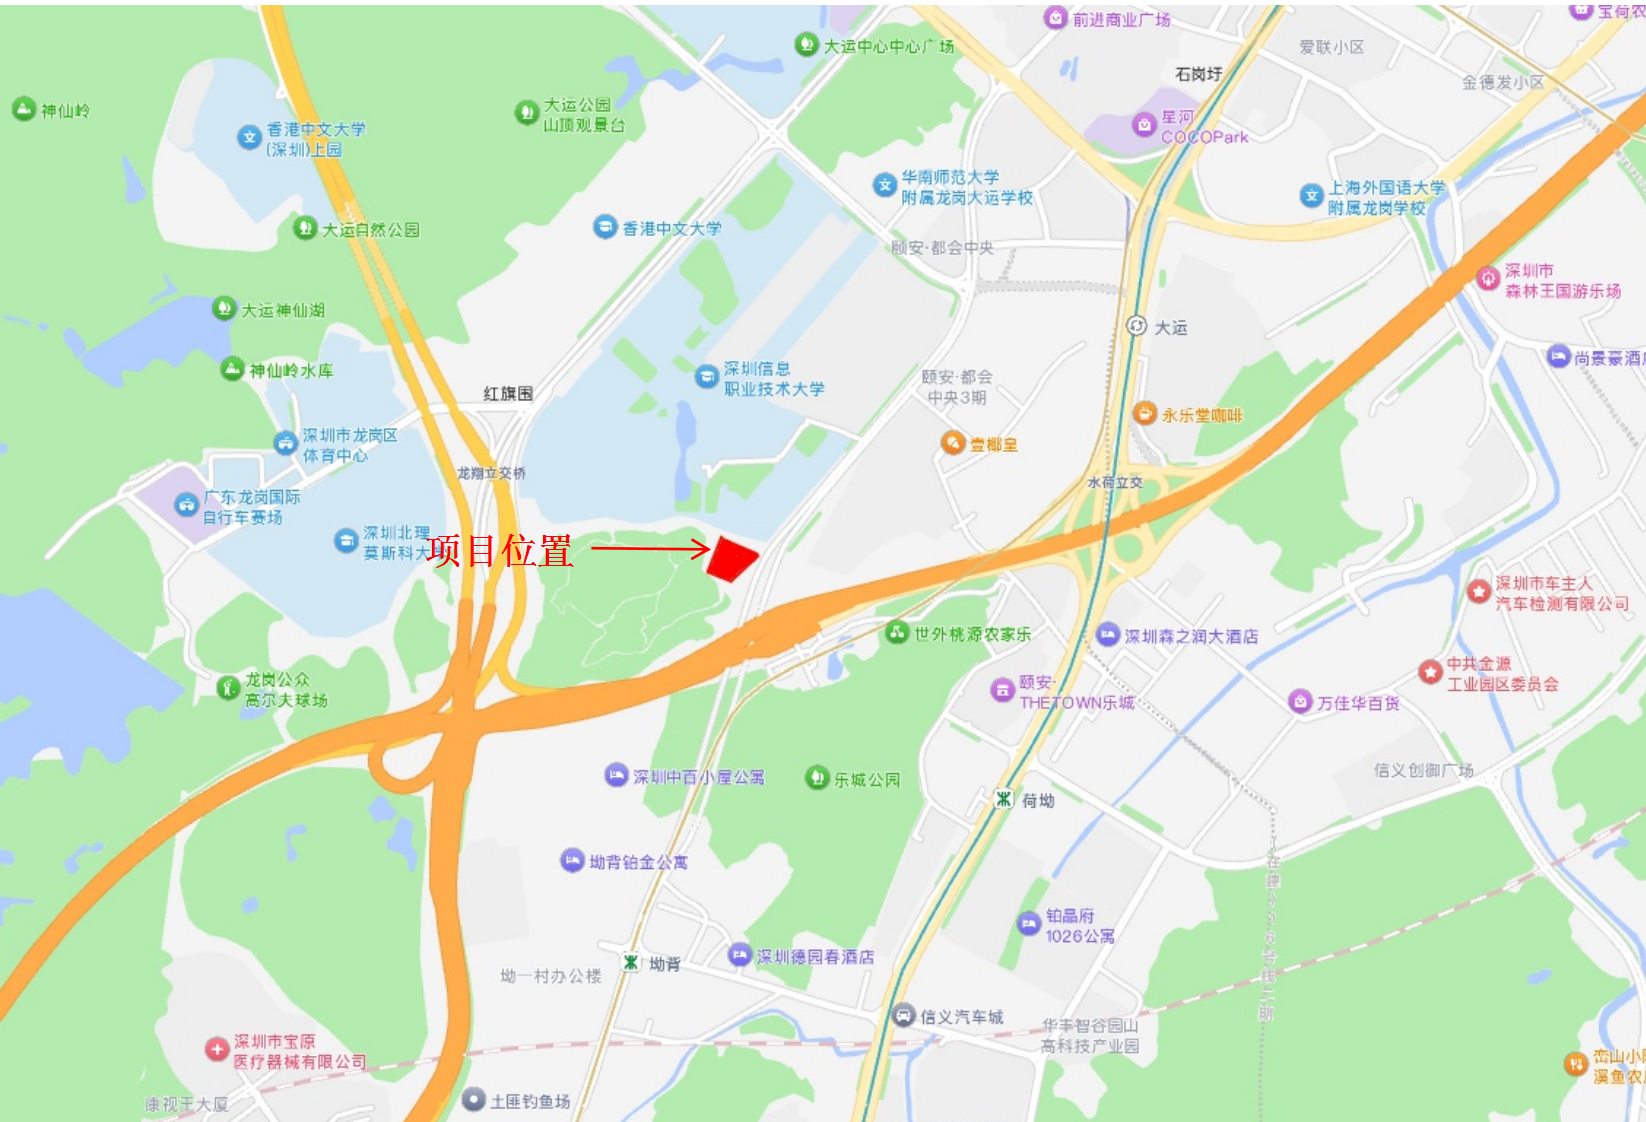 前进商业广场
宝荷农
大运中心中心广场
爱联小区
石岗圩
金德发小区
神仙岭
大运公园
山顶观景台
香港中文大学
(深圳)上园
星河
COCOPark
华南师范大学
附属龙岗大运学校
上海外国语大学
附属龙岗学校
大运自然公园
香港中文大学
颐安·都会中央
深圳市
森林王国游乐场
大运神仙湖
大运
尚景豪酒店
神仙岭水库
深圳信息
职业技术大学
颐安·都会
中央3期
红旗围
永乐堂咖啡
深圳市龙岗区
体育中心
壹椰皇
龙翔立交桥
水荷立交
广东龙岗国际
自行车赛场
深圳北理
莫斯科大
项目位置
深圳市车主人
汽车检测有限公司
世外桃源农家乐
深圳森之润大酒店
中共金源
工业园区委员会
龙岗公众
高尔夫球场
颐安·
THETOWN乐城
万佳华百货
深圳中百小屋公寓
乐城公园
信义创御广场
荷坳
坳背铂金公寓
在建
16号线二期
铂晶府
1026公寓
深圳德园春酒店
坳背
坳一村办公楼
信义汽车城
华丰智谷园山
高科技产业园
深圳市宝原
医疗器械有限公司
峦山小
溪鱼农
康视干大厦
土匪钓鱼场